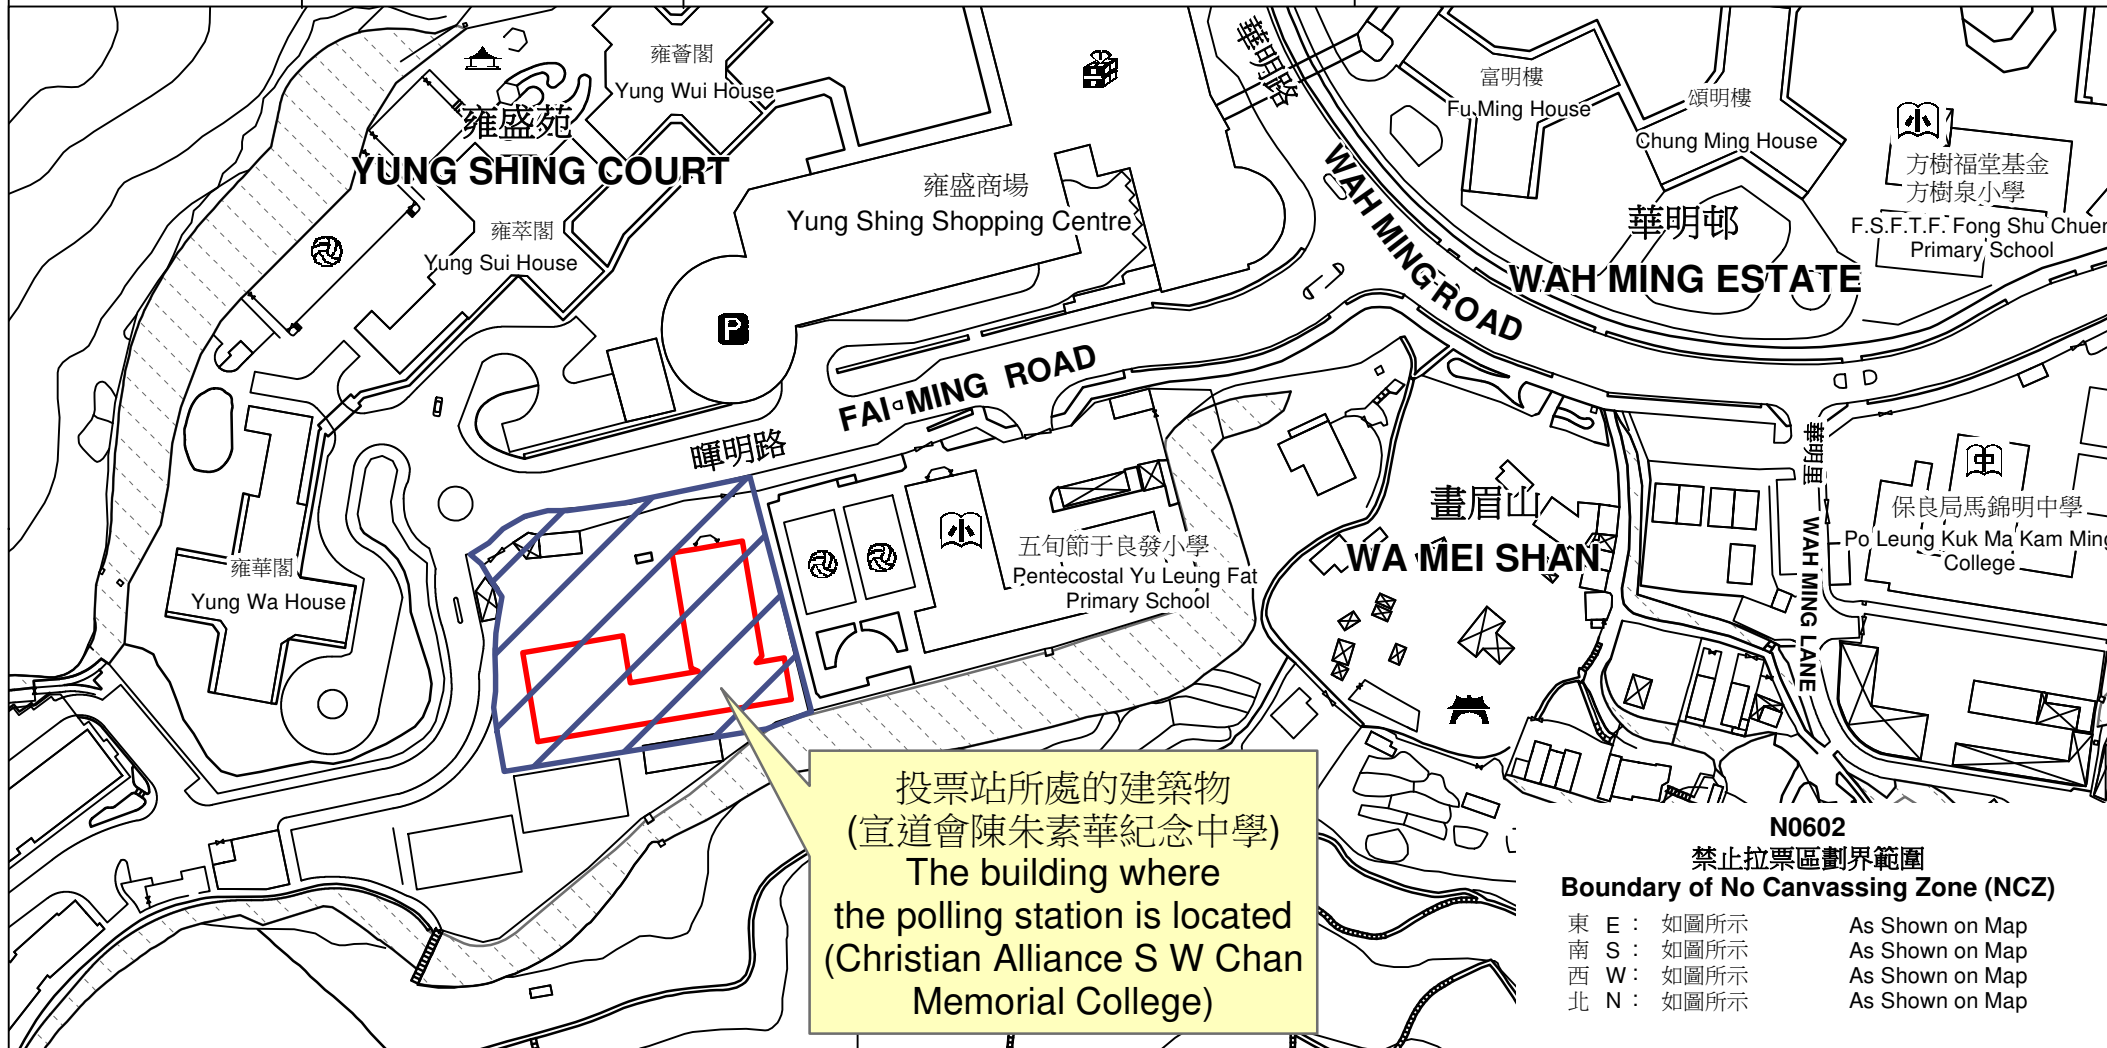 雍薈閣
Yung Wui House
雍盛苑
YUNG SHING COURT
雍萃閣
Yung Sui House
雍盛商場
Yung Shing Shopping Centre
P
華明路
WAH MING ROAD
富明樓
Fu Ming House
頌明樓
Chung Ming House
華明邨
WAH MING ESTATE
小
方樹福堂基金
方樹泉小學
F.S.F.T.F. Fong Shu Chuen
Primary School
暉明路
FAI MING ROAD
雍華閣
Yung Wa House
小
五旬節于良發小學
Pentecostal Yu Leung Fat
Primary School
畫眉山
WA MEI SHAN
華明里
WAH MING LANE
中
保良局馬錦明中學
Po Leung Kuk Ma Kam Ming
College
投票站所處的建築物
(宣道會陳朱素華紀念中學)
The building where
the polling station is located
(Christian Alliance S W Chan
Memorial College)
N0602
禁止拉票區劃界範圍
Boundary of No Canvassing Zone (NCZ)
東 E : 如圖所示 As Shown on Map
南 S : 如圖所示 As Shown on Map
西 W : 如圖所示 As Shown on Map
北 N : 如圖所示 As Shown on Map